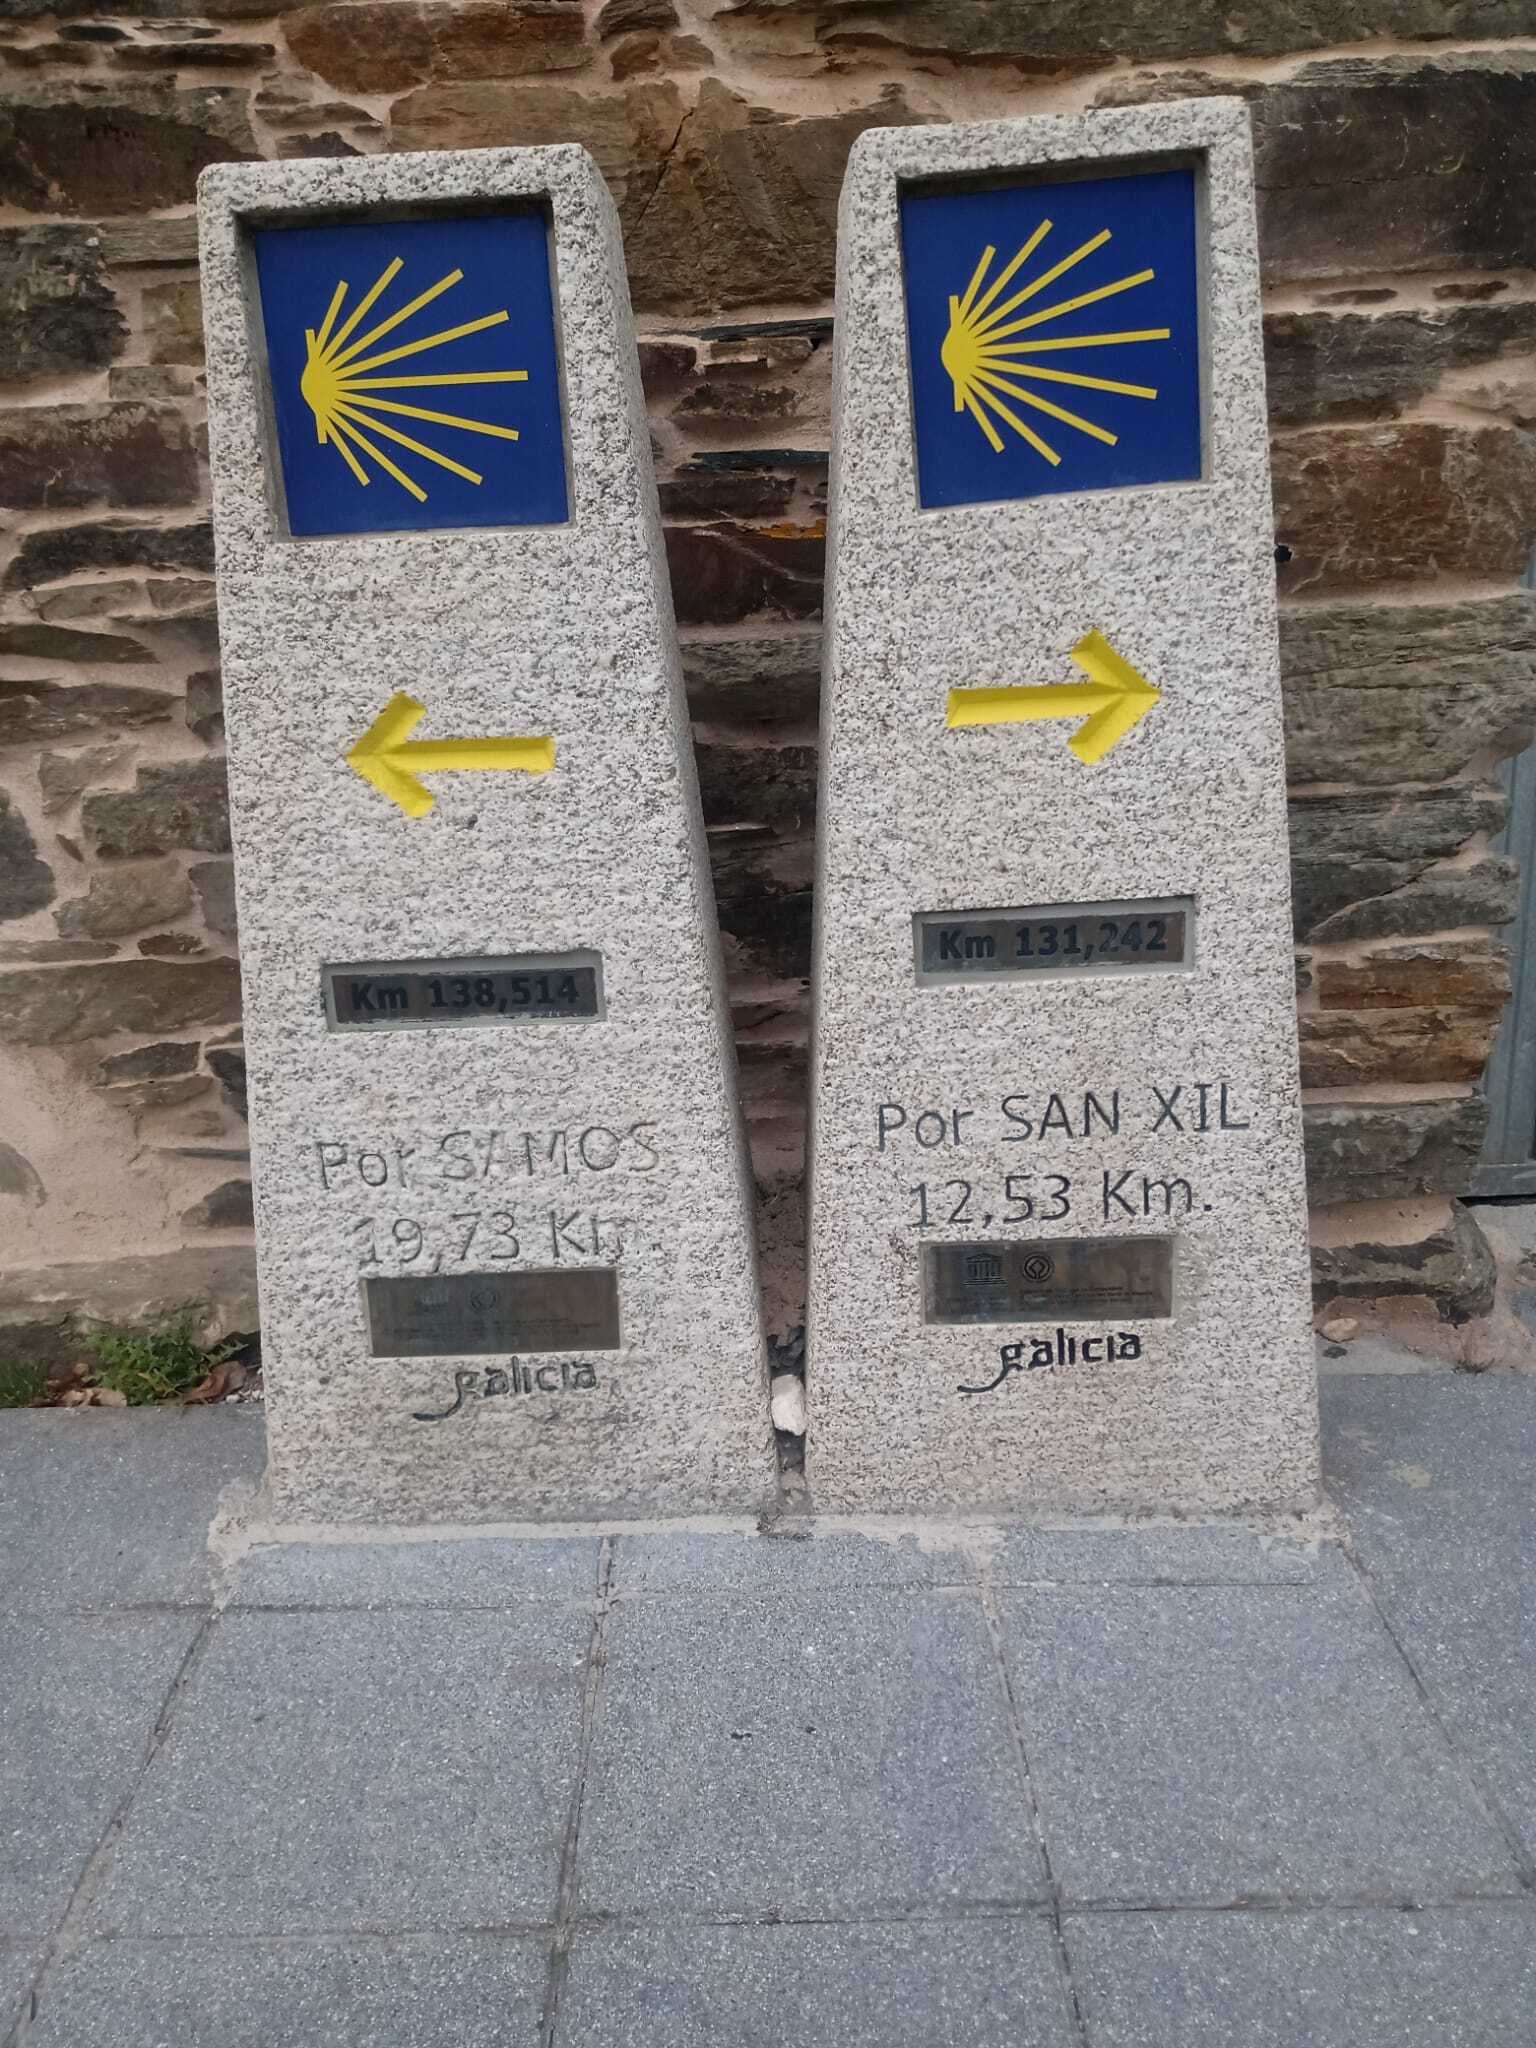 Km 138,514
Por SAMOS
19,73 Km.
galicia
Km 131,242
Por SAN XIL
12,53 Km.
galicia